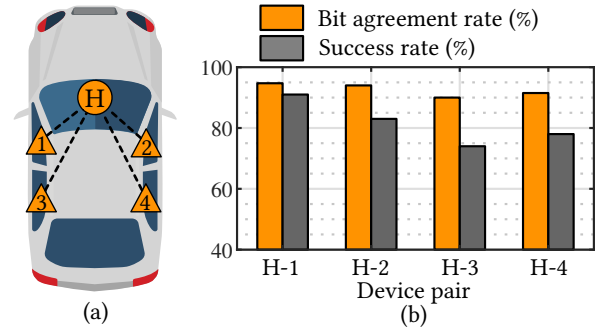 H
1
2
3
4
(a)
Bit agreement rate (%)
Success rate (%)
100
80
60
40
H-1 H-2 H-3 H-4
Device pair
(b)